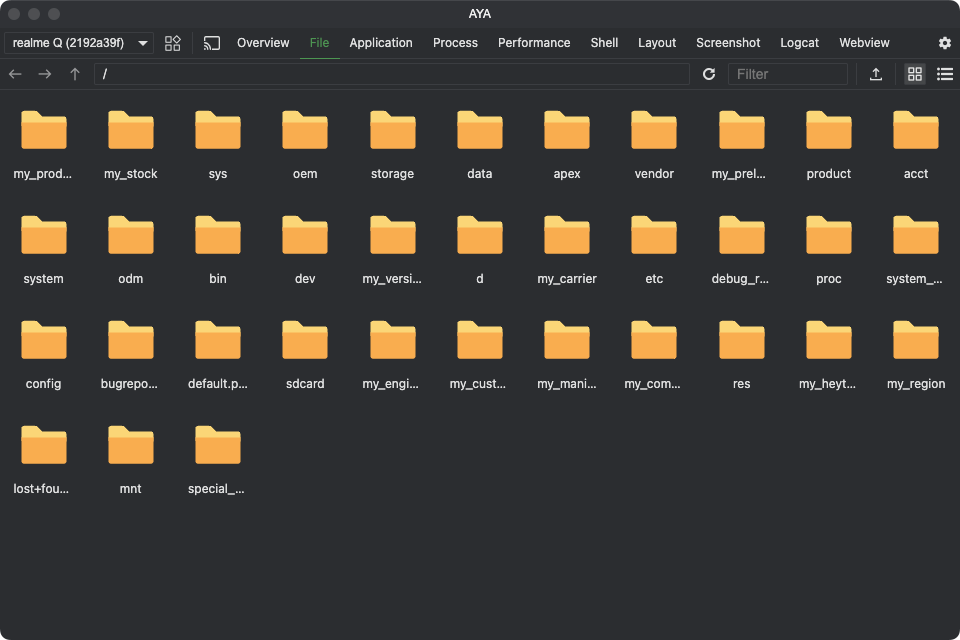 AYA
realme Q (2192a39f) Overview File Application Process Performance Shell Layout Screenshot Logcat Webview
/ Filter
my_prod... my_stock sys oem storage data apex vendor my_prel... product acct
system odm bin dev my_versi... d my_carrier etc debug_r... proc system_...
config bugrepo... default.p... sdcard my_engi... my_cust... my_mani... my_com... res my_heyt... my_region
lost+fou... mnt special_...